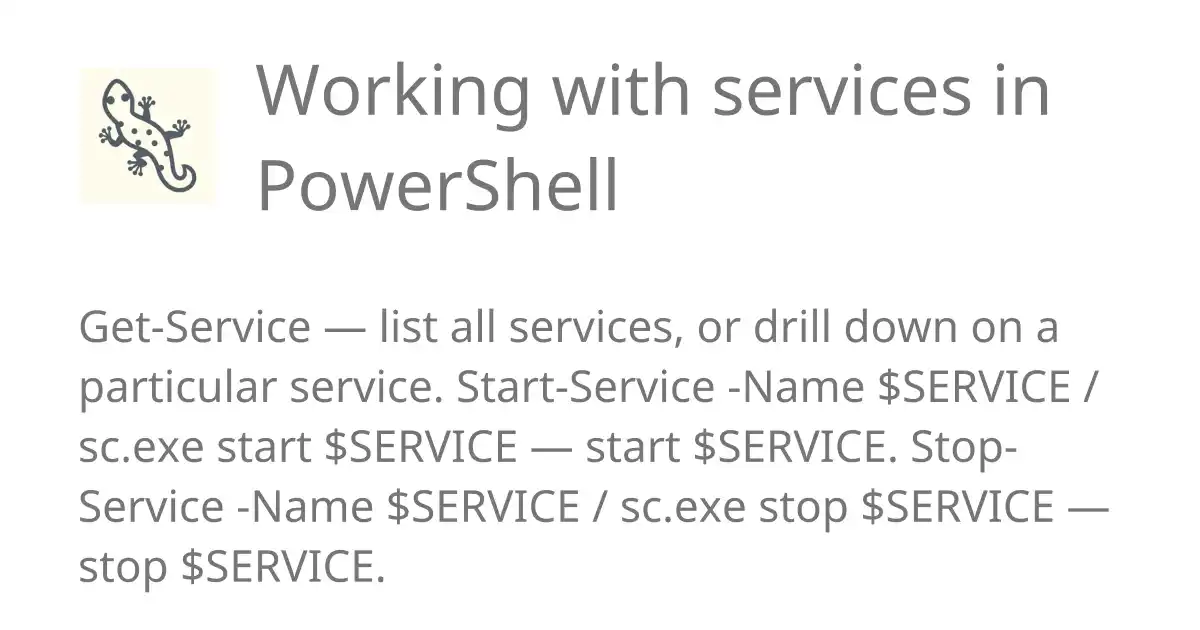 Working with services in
PowerShell
Get-Service — list all services, or drill down on a
particular service. Start-Service -Name $SERVICE /
sc.exe start $SERVICE — start $SERVICE. Stop-
Service -Name $SERVICE / sc.exe stop $SERVICE —
stop $SERVICE.